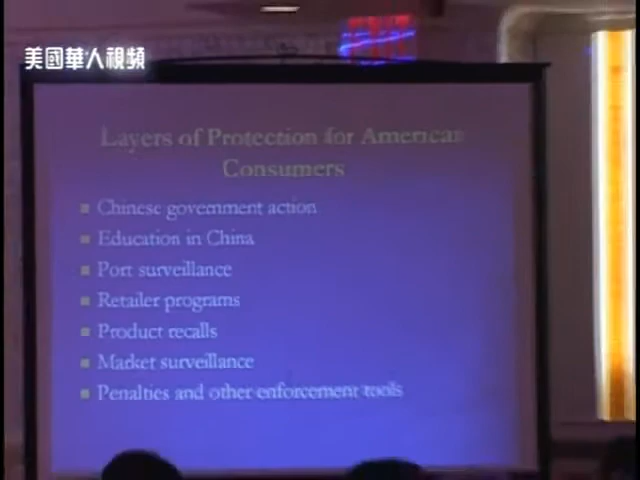 美國華人視頻
Layers of Protection for American
Consumers
Chinese government action
Education in China
Port surveillance
Retailer programs
Product recalls
Market surveillance
Penalties and other enforcement tools